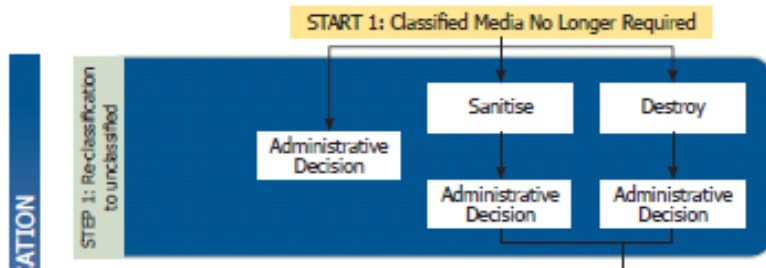 START 1: Classified Media No Longer Required
STEP 1: Re-classification
to unclassified
Sanitise
Destroy
Administrative
Decision
Administrative
Decision
Administrative
Decision
CATION